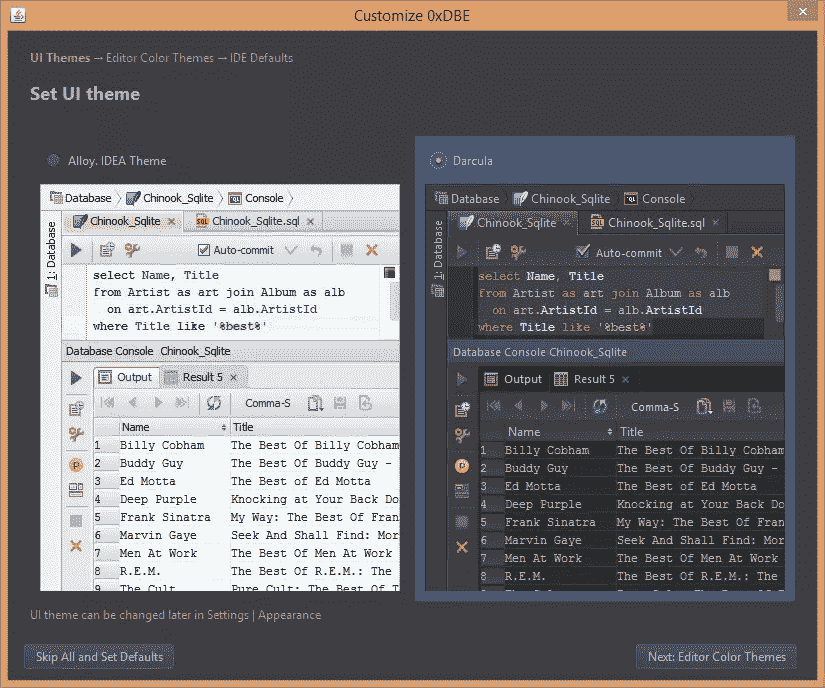 Customize 0xDBE
UI Themes → Editor Color Themes → IDE Defaults
Set UI theme
Alloy. IDEA Theme
Database Chinook_Sqlite Console
1: Database
Chinook_Sqlite Chinook_Sqlite.sql
Auto-commit
select Name, Title
from Artist as art join Album as alb
on art.ArtistId = alb.ArtistId
where Title like '%best%'
Database Console Chinook_Sqlite
Output Result 5
Comma-S
Name Title
1 Billy Cobham The Best Of Billy Cobham
2 Buddy Guy The Best Of Buddy Guy -
3 Ed Motta The Best of Ed Motta
4 Deep Purple Knocking at Your Back Do
5 Frank Sinatra My Way: The Best Of Fran
6 Marvin Gaye Seek And Shall Find: Mor
7 Men At Work The Best Of Men At Work
8 R.E.M. The Best Of R.E.M.: The
9 The Cult Pure Cult: The Best Of T
Darcula
Database Chinook_Sqlite Console
1: Database
Chinook_Sqlite Chinook_Sqlite.sql
Auto-commit
select Name, Title
from Artist as art join Album as alb
on art.ArtistId = alb.ArtistId
where Title like '%best%'
Database Console Chinook_Sqlite
Output Result 5
Comma-S
Name Title
1 Billy Cobham The Best Of Billy Cobham
2 Buddy Guy The Best Of Buddy Guy -
3 Ed Motta The Best of Ed Motta
4 Deep Purple Knocking at Your Back Do
5 Frank Sinatra My Way: The Best Of Fran
6 Marvin Gaye Seek And Shall Find: Mor
7 Men At Work The Best Of Men At Work
8 R.E.M. The Best Of R.E.M.: The
UI theme can be changed later in Settings | Appearance
Skip All and Set Defaults
Next: Editor Color Themes